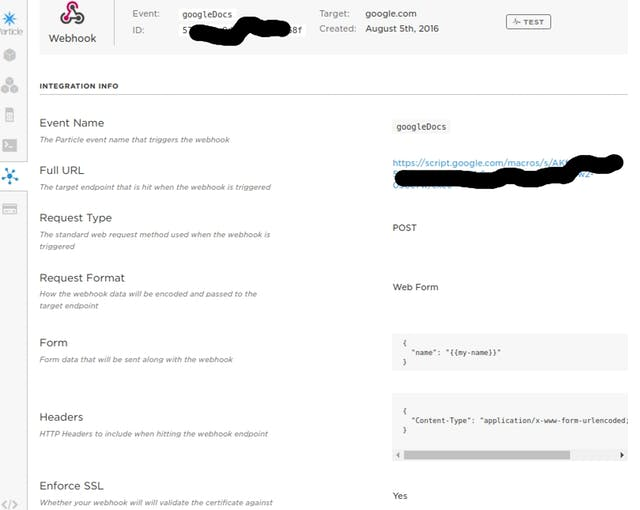 Event: googleDocs Target: google.com
Webhook ID: 5 8f Created: August 5th, 2016
TEST
INTEGRATION INFO
Event Name
The Particle event name that triggers the webhook
googleDocs
Full URL
The target endpoint that is hit when the webhook is triggered
https://script.google.com/macros/s/AK
Request Type
The standard web request method used when the webhook is
triggered
POST
Request Format
How the webhook data will be encoded and passed to the
target endpoint
Web Form
Form
Form data that will be sent along with the webhook
{
"name": "{{my-name}}"
}
Headers
HTTP Headers to include when hitting the webhook endpoint
{
"Content-Type": "application/x-www-form-urlencoded;
}
Enforce SSL
Whether your webhook will will validate the certificate against
Yes